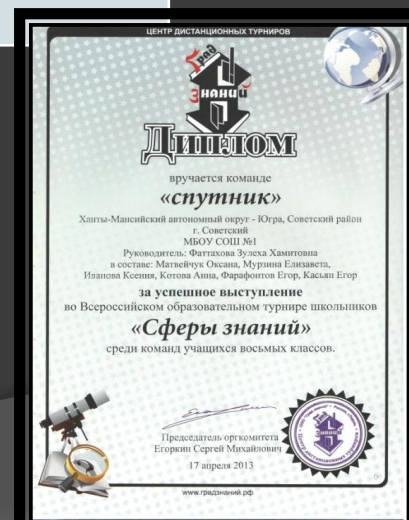 ЦЕНТР ДИСТАНЦИОННЫХ ТУРНИРОВ
Град
Знаний
Диплом
вручается команде
«спутник»
Ханты-Мансийский автономный округ - Югра, Советский район
г. Советский
МБОУ СОШ №1
Руководитель: Фаттахова Зулеха Хамитовна
в составе: Матвейчук Оксана, Мурзина Елизавета,
Иванова Ксения, Котова Анна, Фарафонтов Егор, Касьян Егор
за успешное выступление
во Всероссийском образовательном турнире школьников
«Сферы знаний»
среди команд учащихся восьмых классов.
Председатель оргкомитета
Егоркин Сергей Михайлович
17 апреля 2013
www.градзнаний.рф